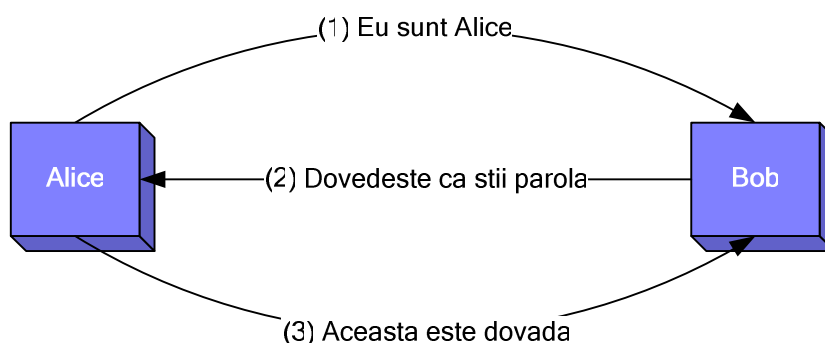 (1) Eu sunt Alice
Alice
(2) Dovedeste ca stii parola
Bob
(3) Aceasta este dovada